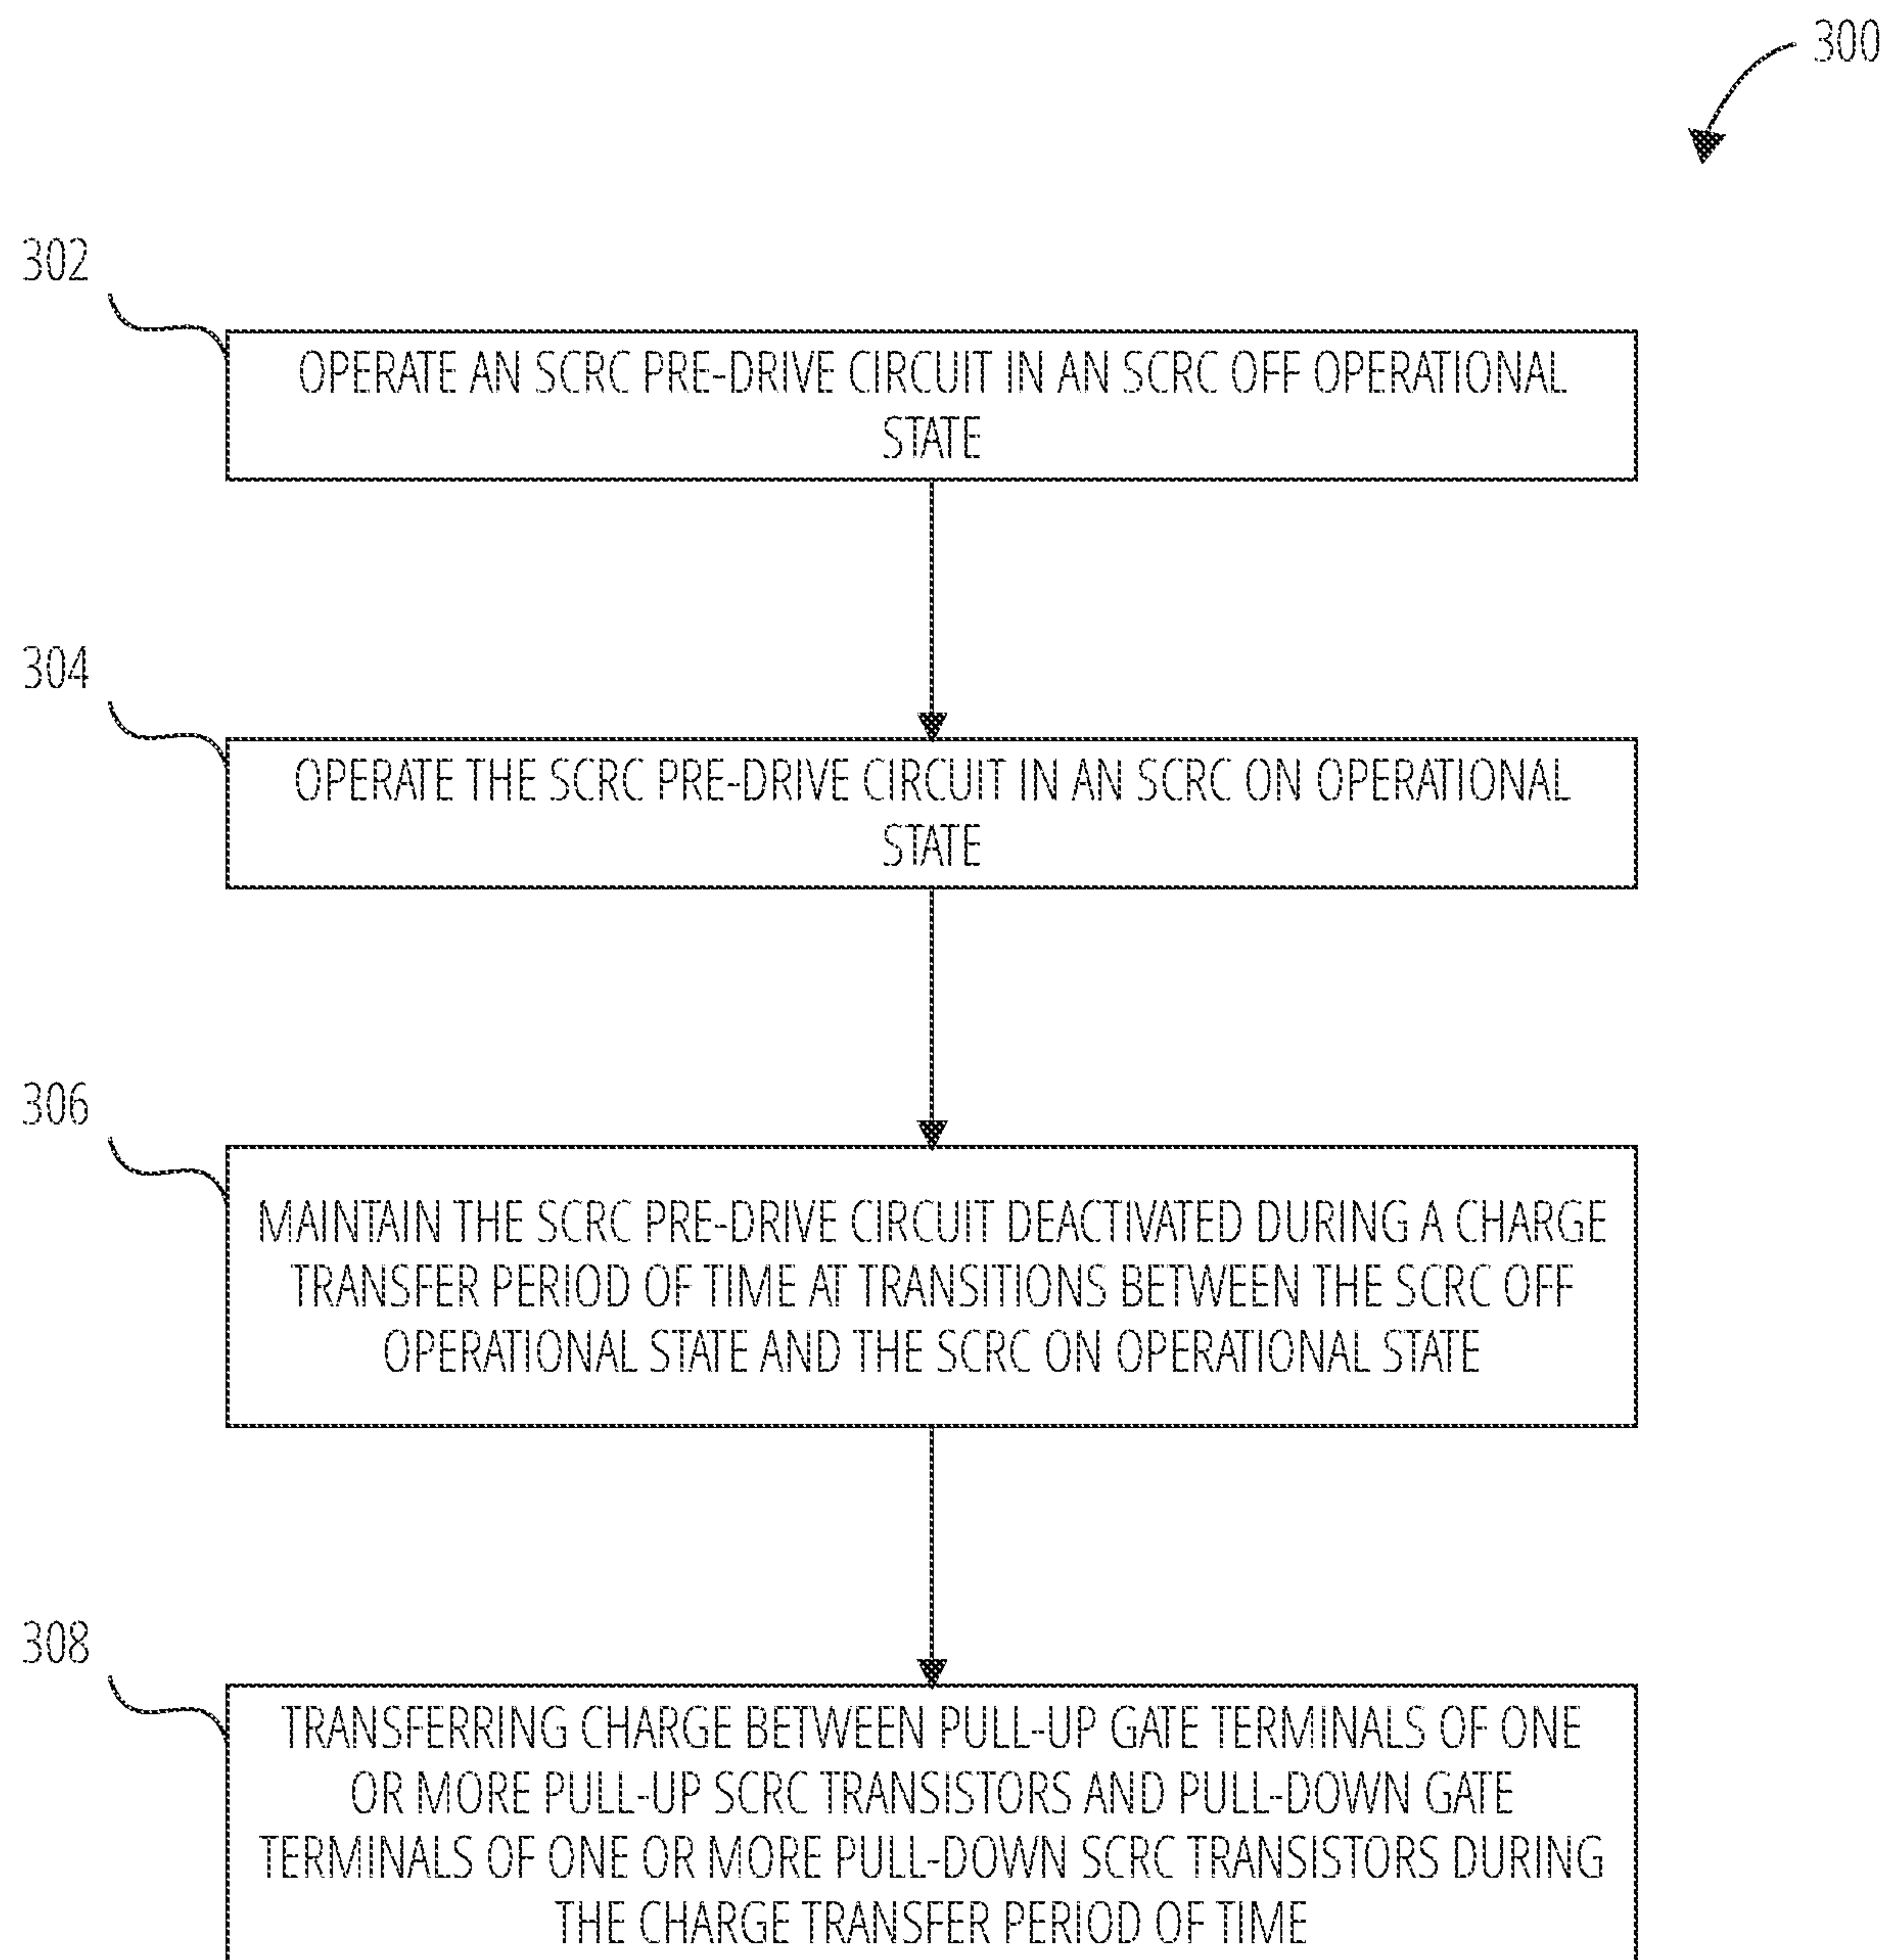 300
302
OPERATE AN SCRC PRE-DRIVE CIRCUIT IN AN SCRC OFF OPERATIONAL
STATE
304
OPERATE THE SCRC PRE-DRIVE CIRCUIT IN AN SCRC ON OPERATIONAL
STATE
306
MAINTAIN THE SCRC PRE-DRIVE CIRCUIT DEACTIVATED DURING A CHARGE
TRANSFER PERIOD OF TIME AT TRANSITIONS BETWEEN THE SCRC OFF
OPERATIONAL STATE AND THE SCRC ON OPERATIONAL STATE
308
TRANSFERRING CHARGE BETWEEN PULL-UP GATE TERMINALS OF ONE
OR MORE PULL-UP SCRC TRANSISTORS AND PULL-DOWN GATE
TERMINALS OF ONE OR MORE PULL-DOWN SCRC TRANSISTORS DURING
THE CHARGE TRANSFER PERIOD OF TIME